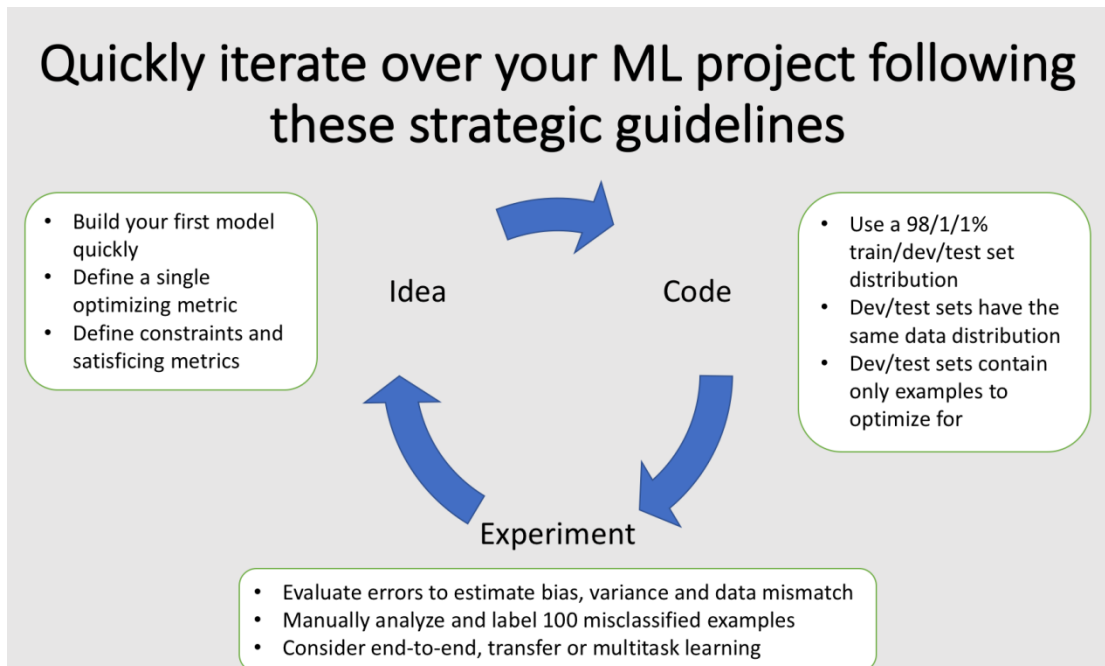 Quickly iterate over your ML project following
these strategic guidelines
• Build your first model
quickly
• Define a single
optimizing metric
• Define constraints and
satisficing metrics
Idea
Code
• Use a 98/1/1%
train/dev/test set
distribution
• Dev/test sets have the
same data distribution
• Dev/test sets contain
only examples to
optimize for
Experiment
• Evaluate errors to estimate bias, variance and data mismatch
• Manually analyze and label 100 misclassified examples
• Consider end-to-end, transfer or multitask learning